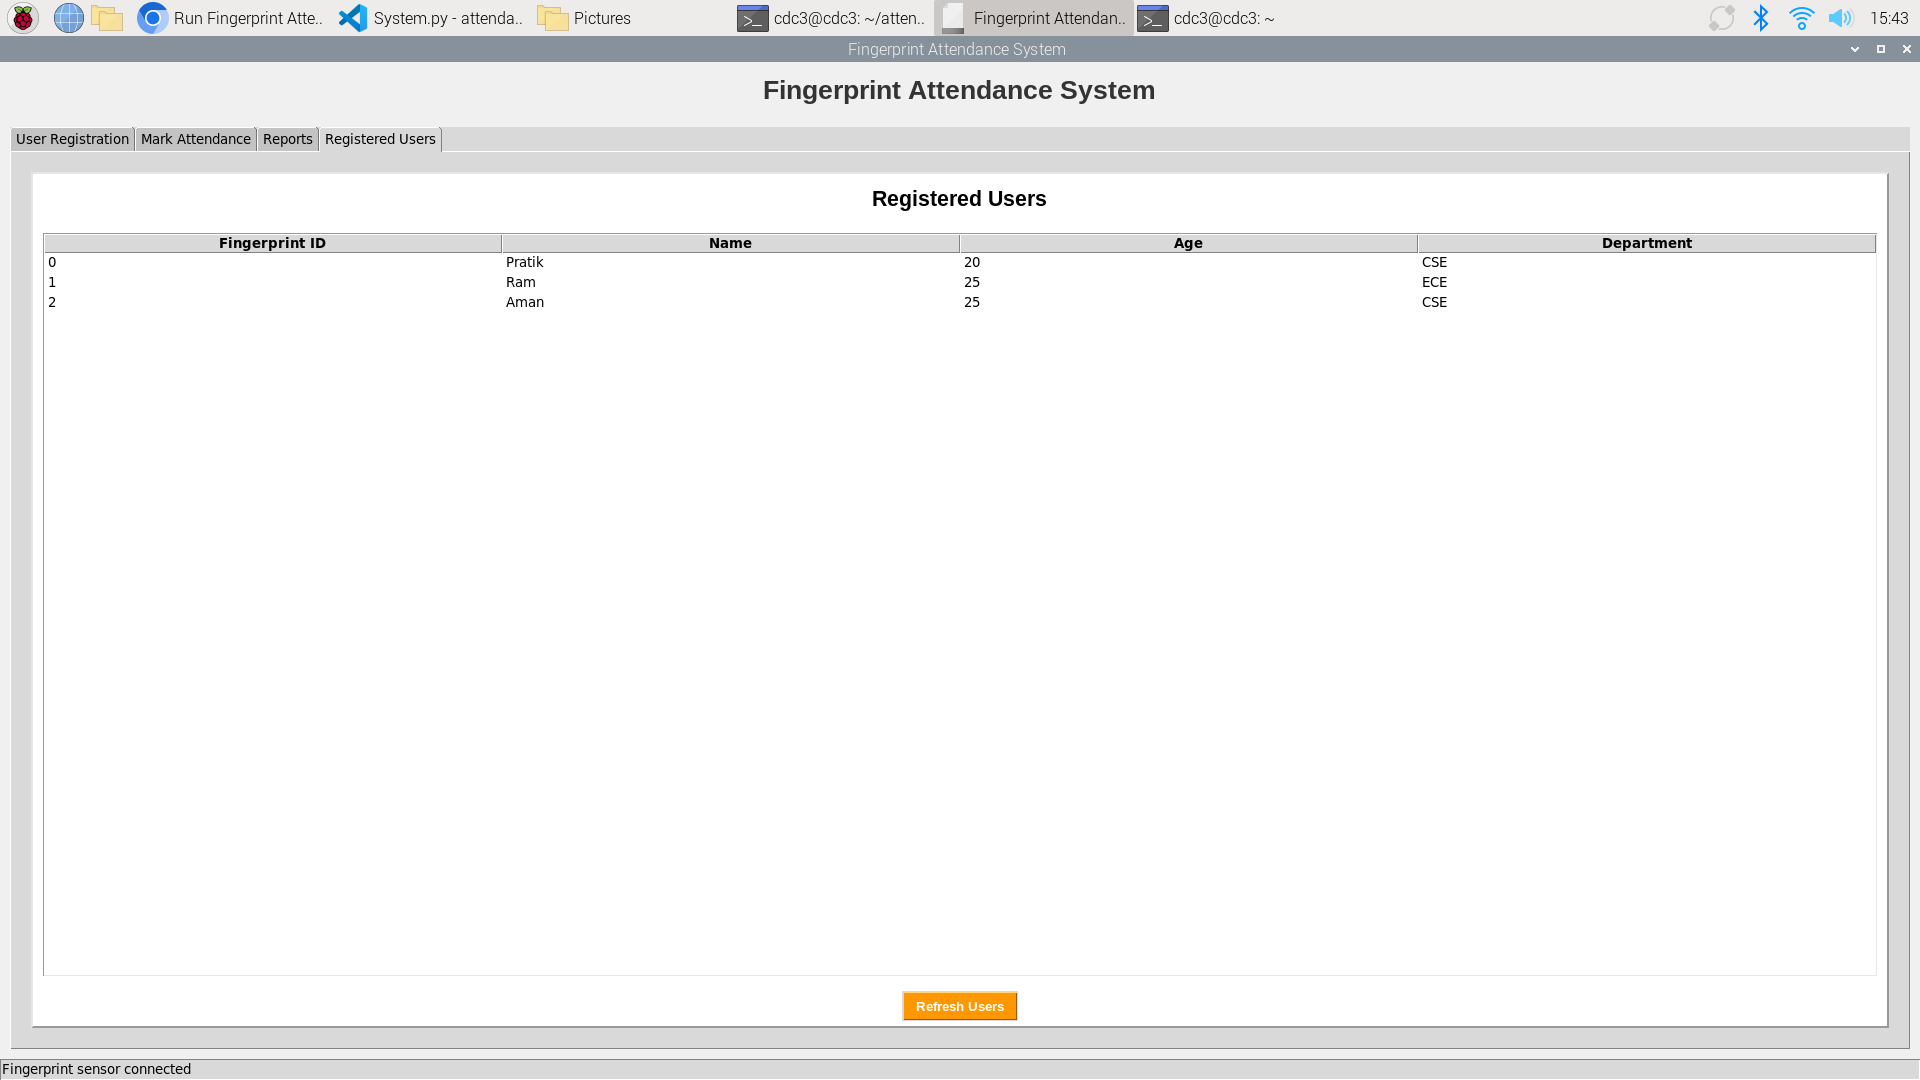 Run Fingerprint Atte.. System.py - attenda.. Pictures cdc3@cdc3: ~/atten.. Fingerprint Attendan.. cdc3@cdc3: ~ 15:43
Fingerprint Attendance System
Fingerprint Attendance System
User Registration Mark Attendance Reports Registered Users
Registered Users
Fingerprint ID Name Age Department
0 Pratik 20 CSE
1 Ram 25 ECE
2 Aman 25 CSE
Refresh Users
Fingerprint sensor connected